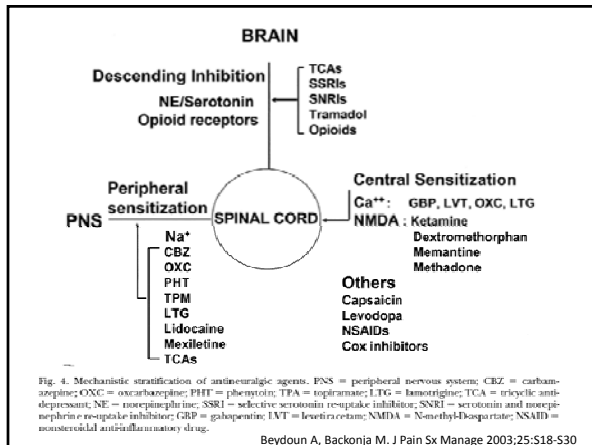 BRAIN
Descending Inhibition
NE/Serotonin
Opioid receptors
TCAs
SSRIs
SNRIs
Tramadol
Opioids
Peripheral
sensitization
PNS
SPINAL CORD
Central Sensitization
Ca++: GBP, LVT, OXC, LTG
NMDA : Ketamine
Dextromethorphan
Memantine
Methadone
Na+
CBZ
OXC
PHT
TPM
LTG
Lidocaine
Mexiletine
TCAs
Others
Capsaicin
Levodopa
NSAIDs
Cox inhibitors
Fig. 4. Mechanistic stratification of antineuralgic agents. PNS = peripheral nervous system; CBZ = carbam-
azepine; OXC = oxcarbazepine; PHT = phenytoin; TPA = topiramate; LTG = lamotrigine; TCA = tricyclic anti-
depressant; NE = norepinephrine; SSRI = selective serotonin re-uptake inhibitor; SNRI = serotonin and norepi-
nephrine re-uptake inhibitor; GBP = gabapentin; LVT = levetiracetam; NMDA = N-methyl-D-aspartate; NSAID =
nonsteroidal anti-inflammatory drug.
Beydoun A, Backonja M. J Pain Sx Manage 2003;25:S18-S30